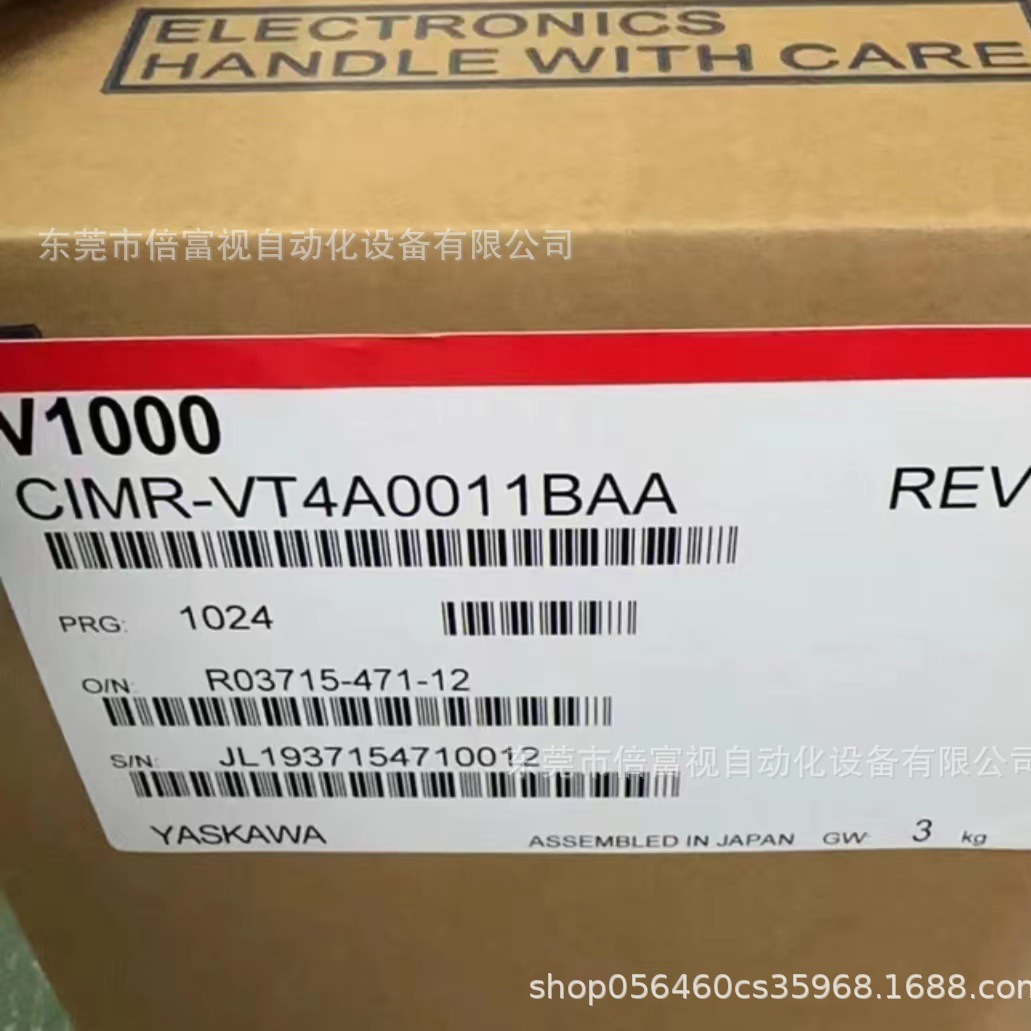 ELECTRONICS
HANDLE WITH CARE
东莞市倍富视自动化设备有限公司
V1000
CIMR-VT4A0011BAA
REV
PRG: 1024
O/N: R03715-471-12
S/N: JL1937154710012
东莞市倍富视自动化设备有限公司
YASKAWA
ASSEMBLED IN JAPAN GW 3 kg
shop056460cs35968.1688.com